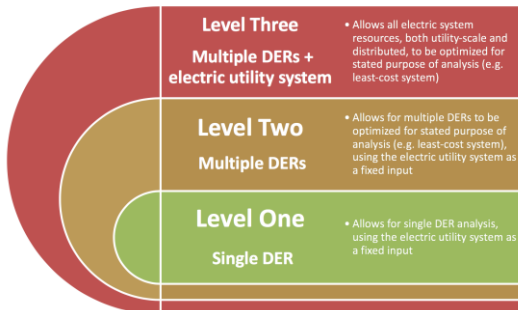 Level Three
Multiple DERs +
electric utility system
• Allows all electric system
resources, both utility-scale and
distributed, to be optimized for
stated purpose of analysis (e.g.
least-cost system)
Level Two
Multiple DERs
• Allows for multiple DERs to be
optimized for stated purpose of
analysis (e.g. least-cost system),
using the electric utility system as
a fixed input
Level One
Single DER
• Allows for single DER analysis,
using the electric utility system as
a fixed input